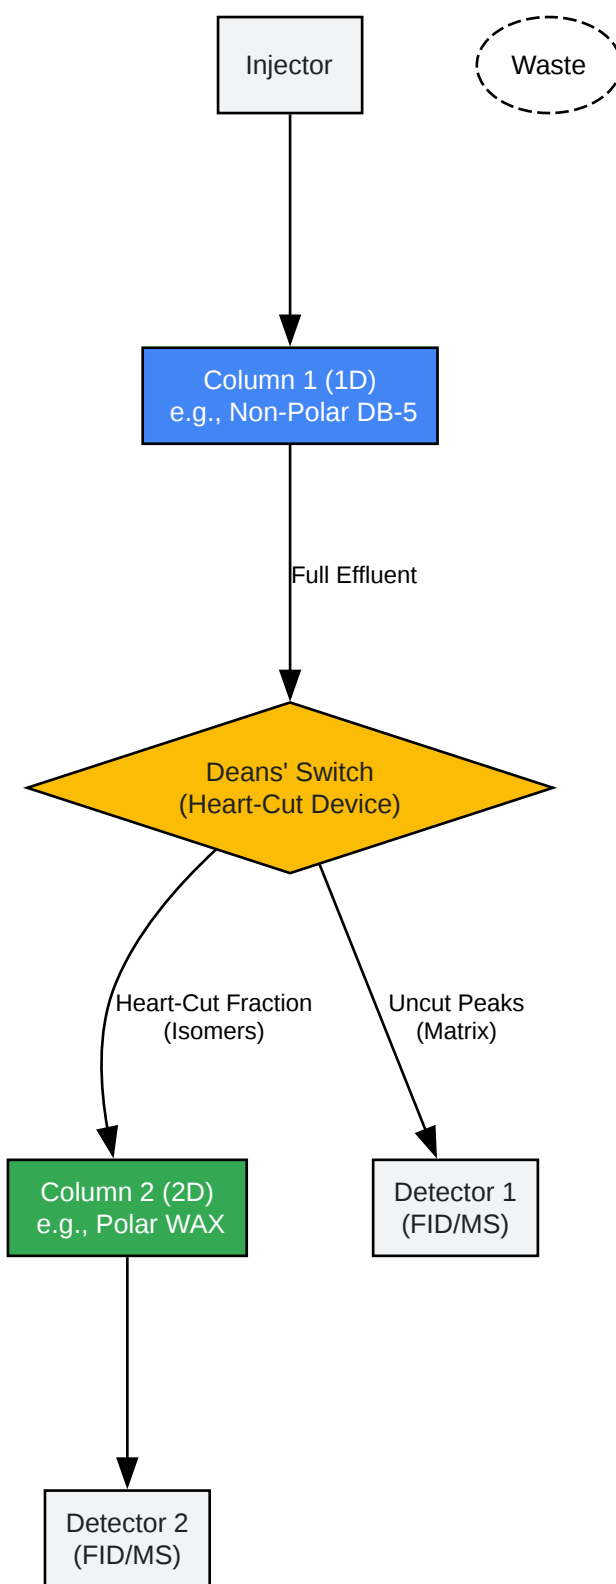 Injector
Waste
Column 1 (1D)
e.g., Non-Polar DB-5
Full Effluent
Deans' Switch
(Heart-Cut Device)
Heart-Cut Fraction
(Isomers)
Uncut Peaks
(Matrix)
Column 2 (2D)
e.g., Polar WAX
Detector 1
(FID/MS)
Detector 2
(FID/MS)